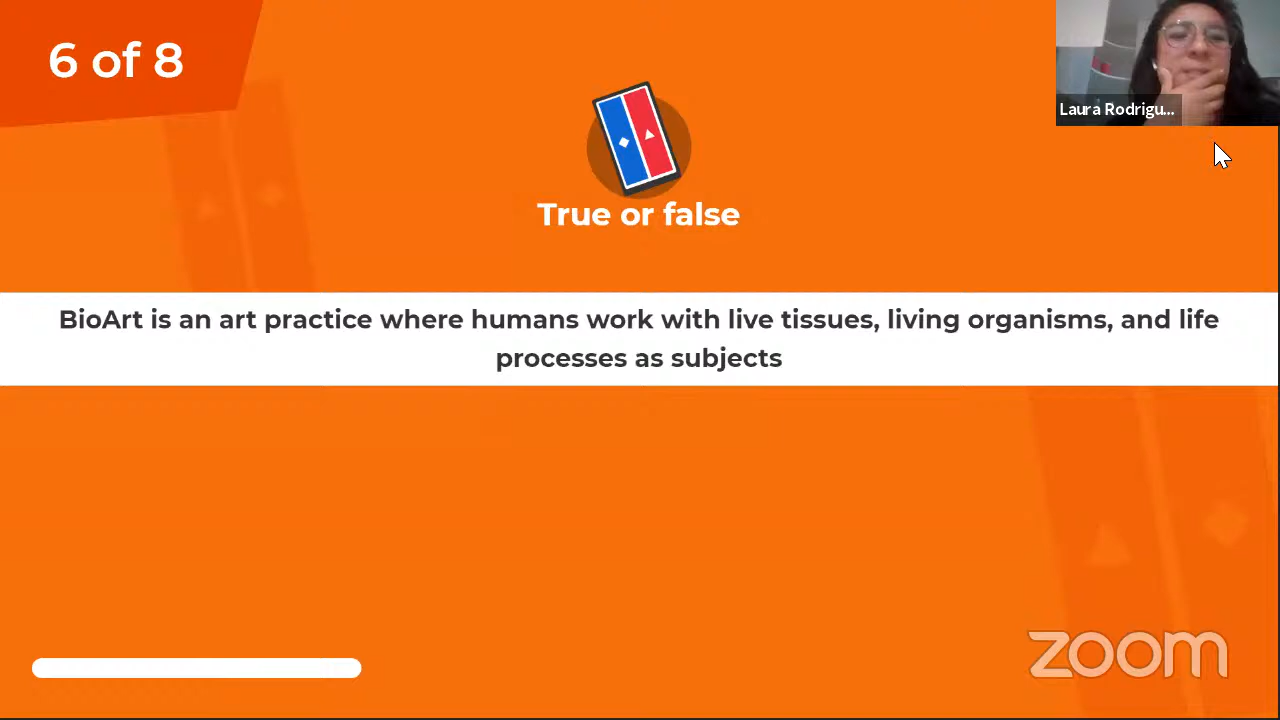 6 of 8
Laura Rodrigu...
True or false
BioArt is an art practice where humans work with live tissues, living organisms, and life
processes as subjects
zoom